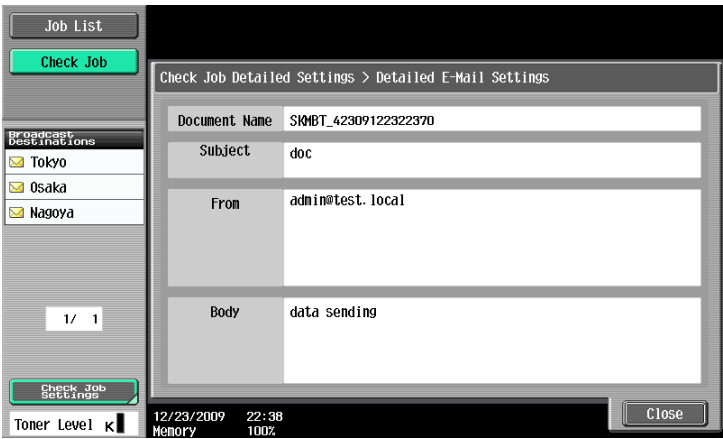 Job List
Check Job
Check Job Detailed Settings > Detailed E-Mail Settings
Document Name SKMBT_42309122322370
Subject doc
From admin@test.local
Body data sending
Broadcast
Destinations
Tokyo
Osaka
Nagoya
1/ 1
Check Job
Settings
Toner Level K
12/23/2009 22:38
Memory 100%
Close